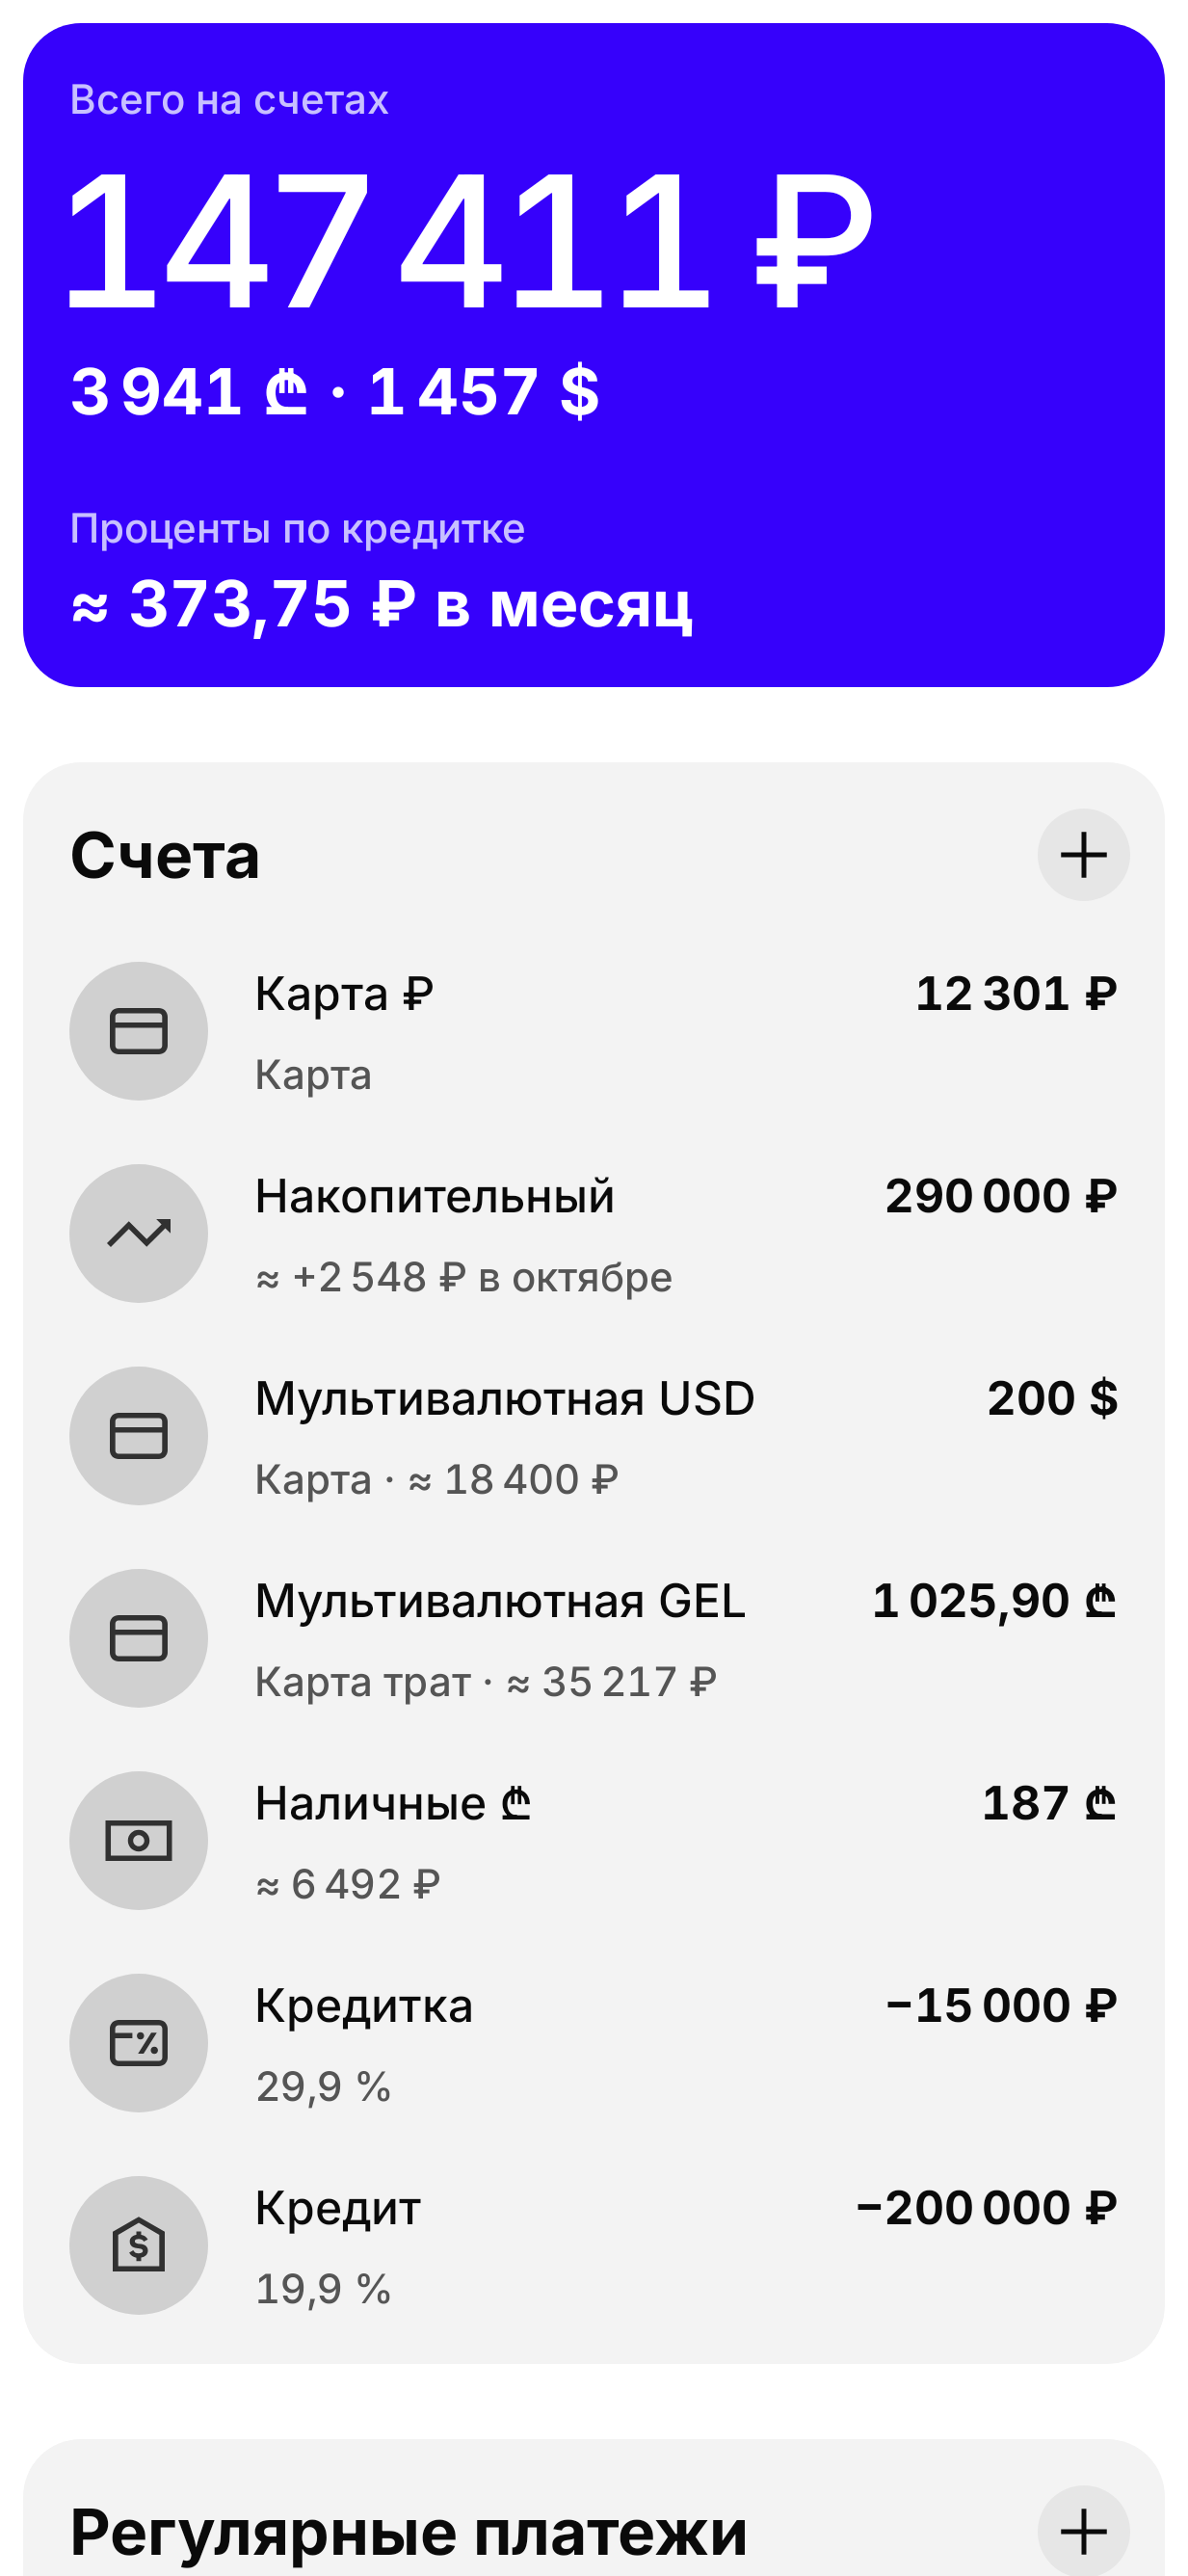 Всего на счетах
147 411 ₽
3 941 ₾ · 1 457 $
Проценты по кредитке
≈ 373,75 ₽ в месяц
Счета
Карта ₽
12 301 ₽
Карта
Накопительный
290 000 ₽
≈ +2 548 ₽ в октябре
Мультивалютная USD
200 $
Карта · ≈ 18 400 ₽
Мультивалютная GEL
1 025,90 ₾
Карта трат · ≈ 35 217 ₽
Наличные ₾
187 ₾
≈ 6 492 ₽
Кредитка
−15 000 ₽
29,9 %
Кредит
−200 000 ₽
19,9 %
Регулярные платежи